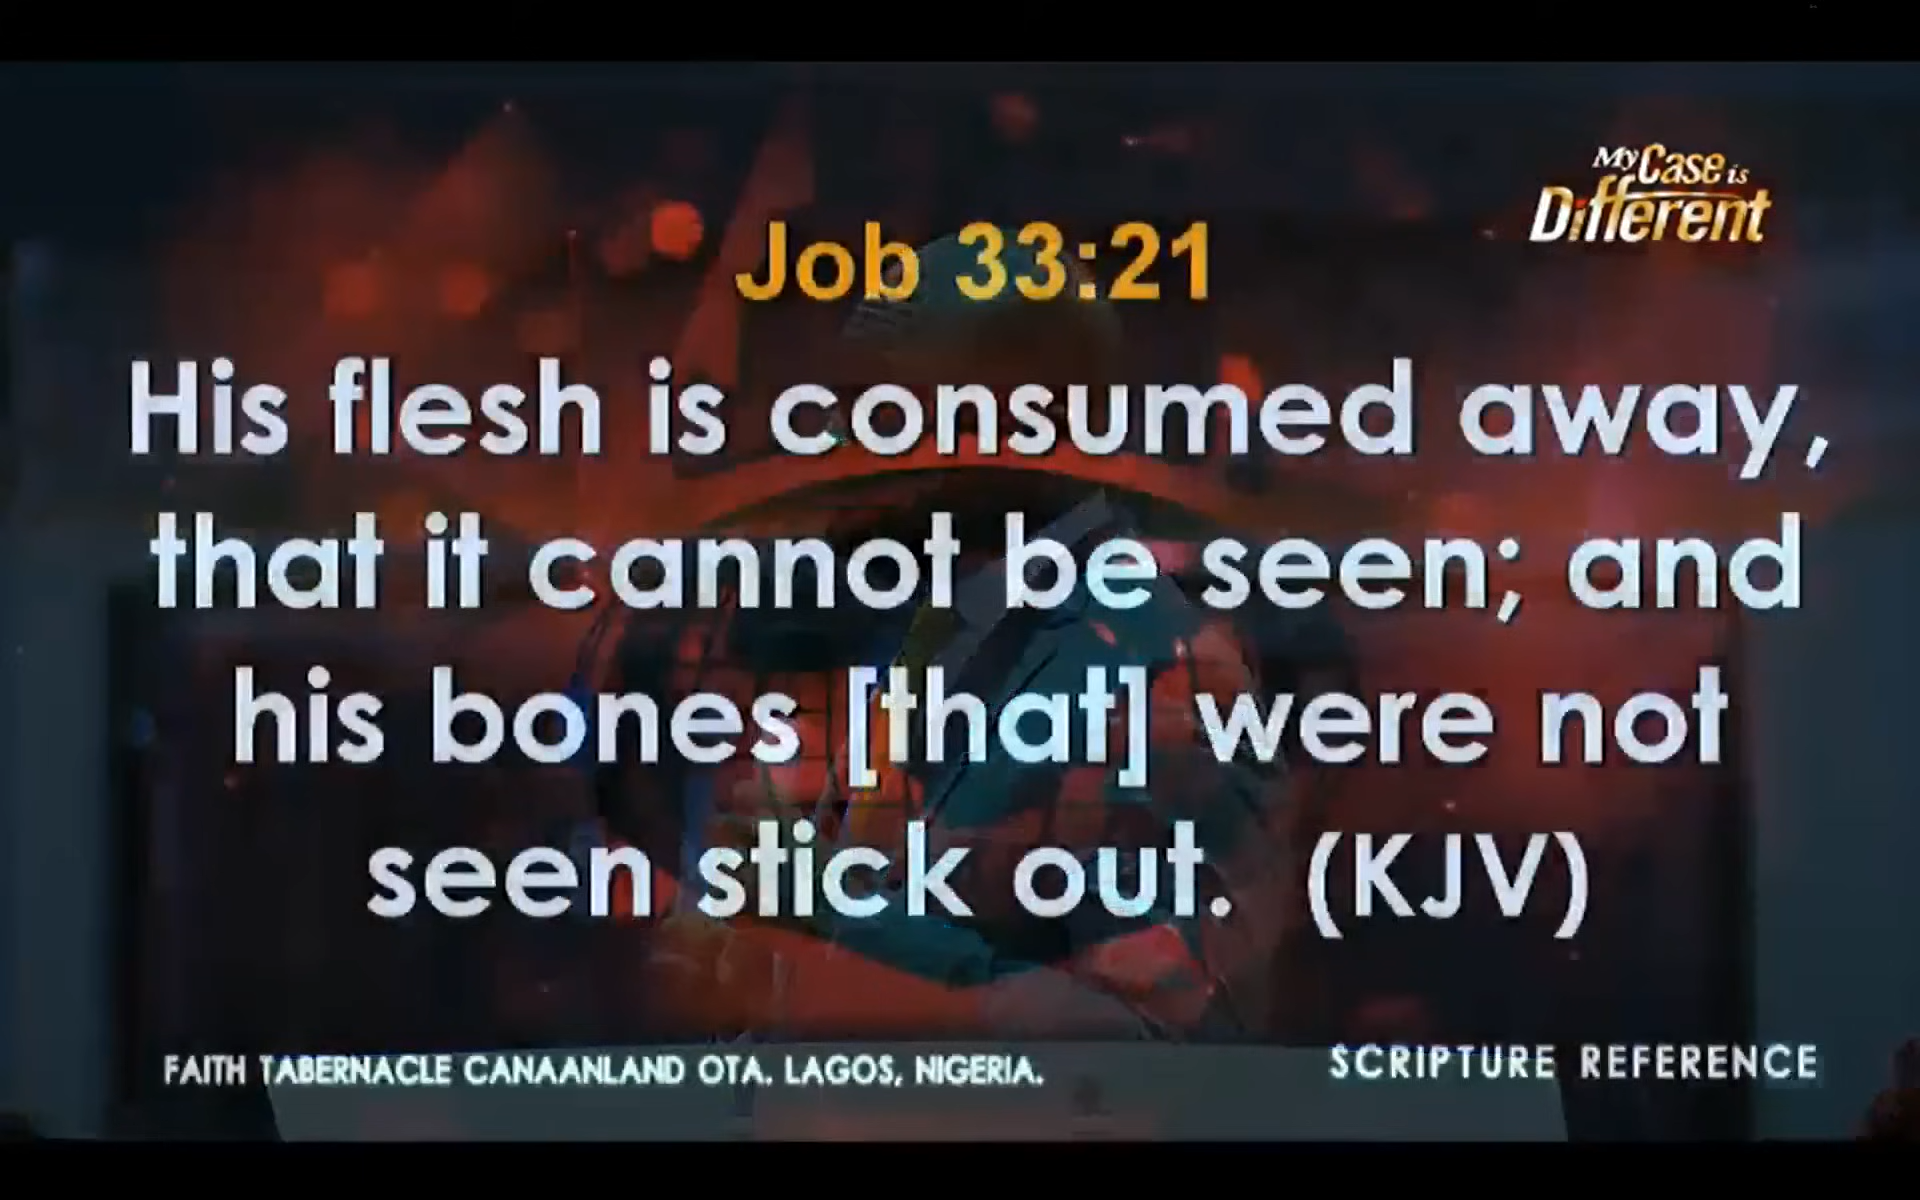 My Case is
Different
Job 33:21
His flesh is consumed away,
that it cannot be seen; and
his bones [that] were not
seen stick out. (KJV)
FAITH TABERNACLE CANAANLAND OTA. LAGOS, NIGERIA.
SCRIPTURE REFERENCE